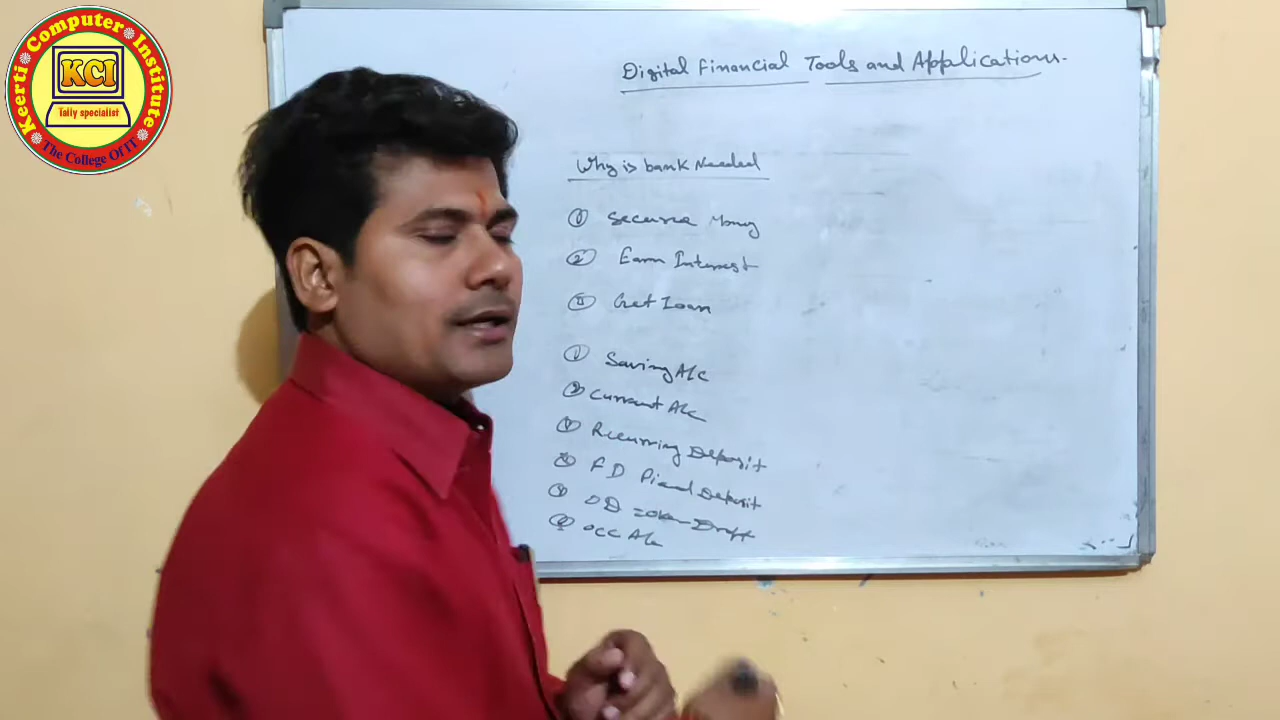 Keerti Computer Institute
KCI
Tally specialist
The College Of IT
Digital Financial Tools and Applications.
Why is bank Needed
① Secure Money
② Earn Interest
③ Get Loan
① Saving A/c
② Current A/c
③ Recurring Deposit
④ F D Fixed Deposit
⑤ OD Draft
⑥ OCC A/c